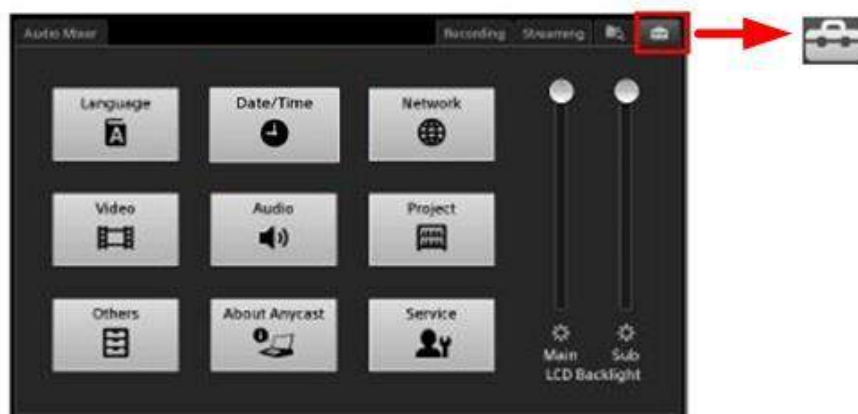 Audio Mixer Recording Streaming
Language Date/Time Network
Video Audio Project
Others About Anycast Service
Main Sub
LCD Backlight